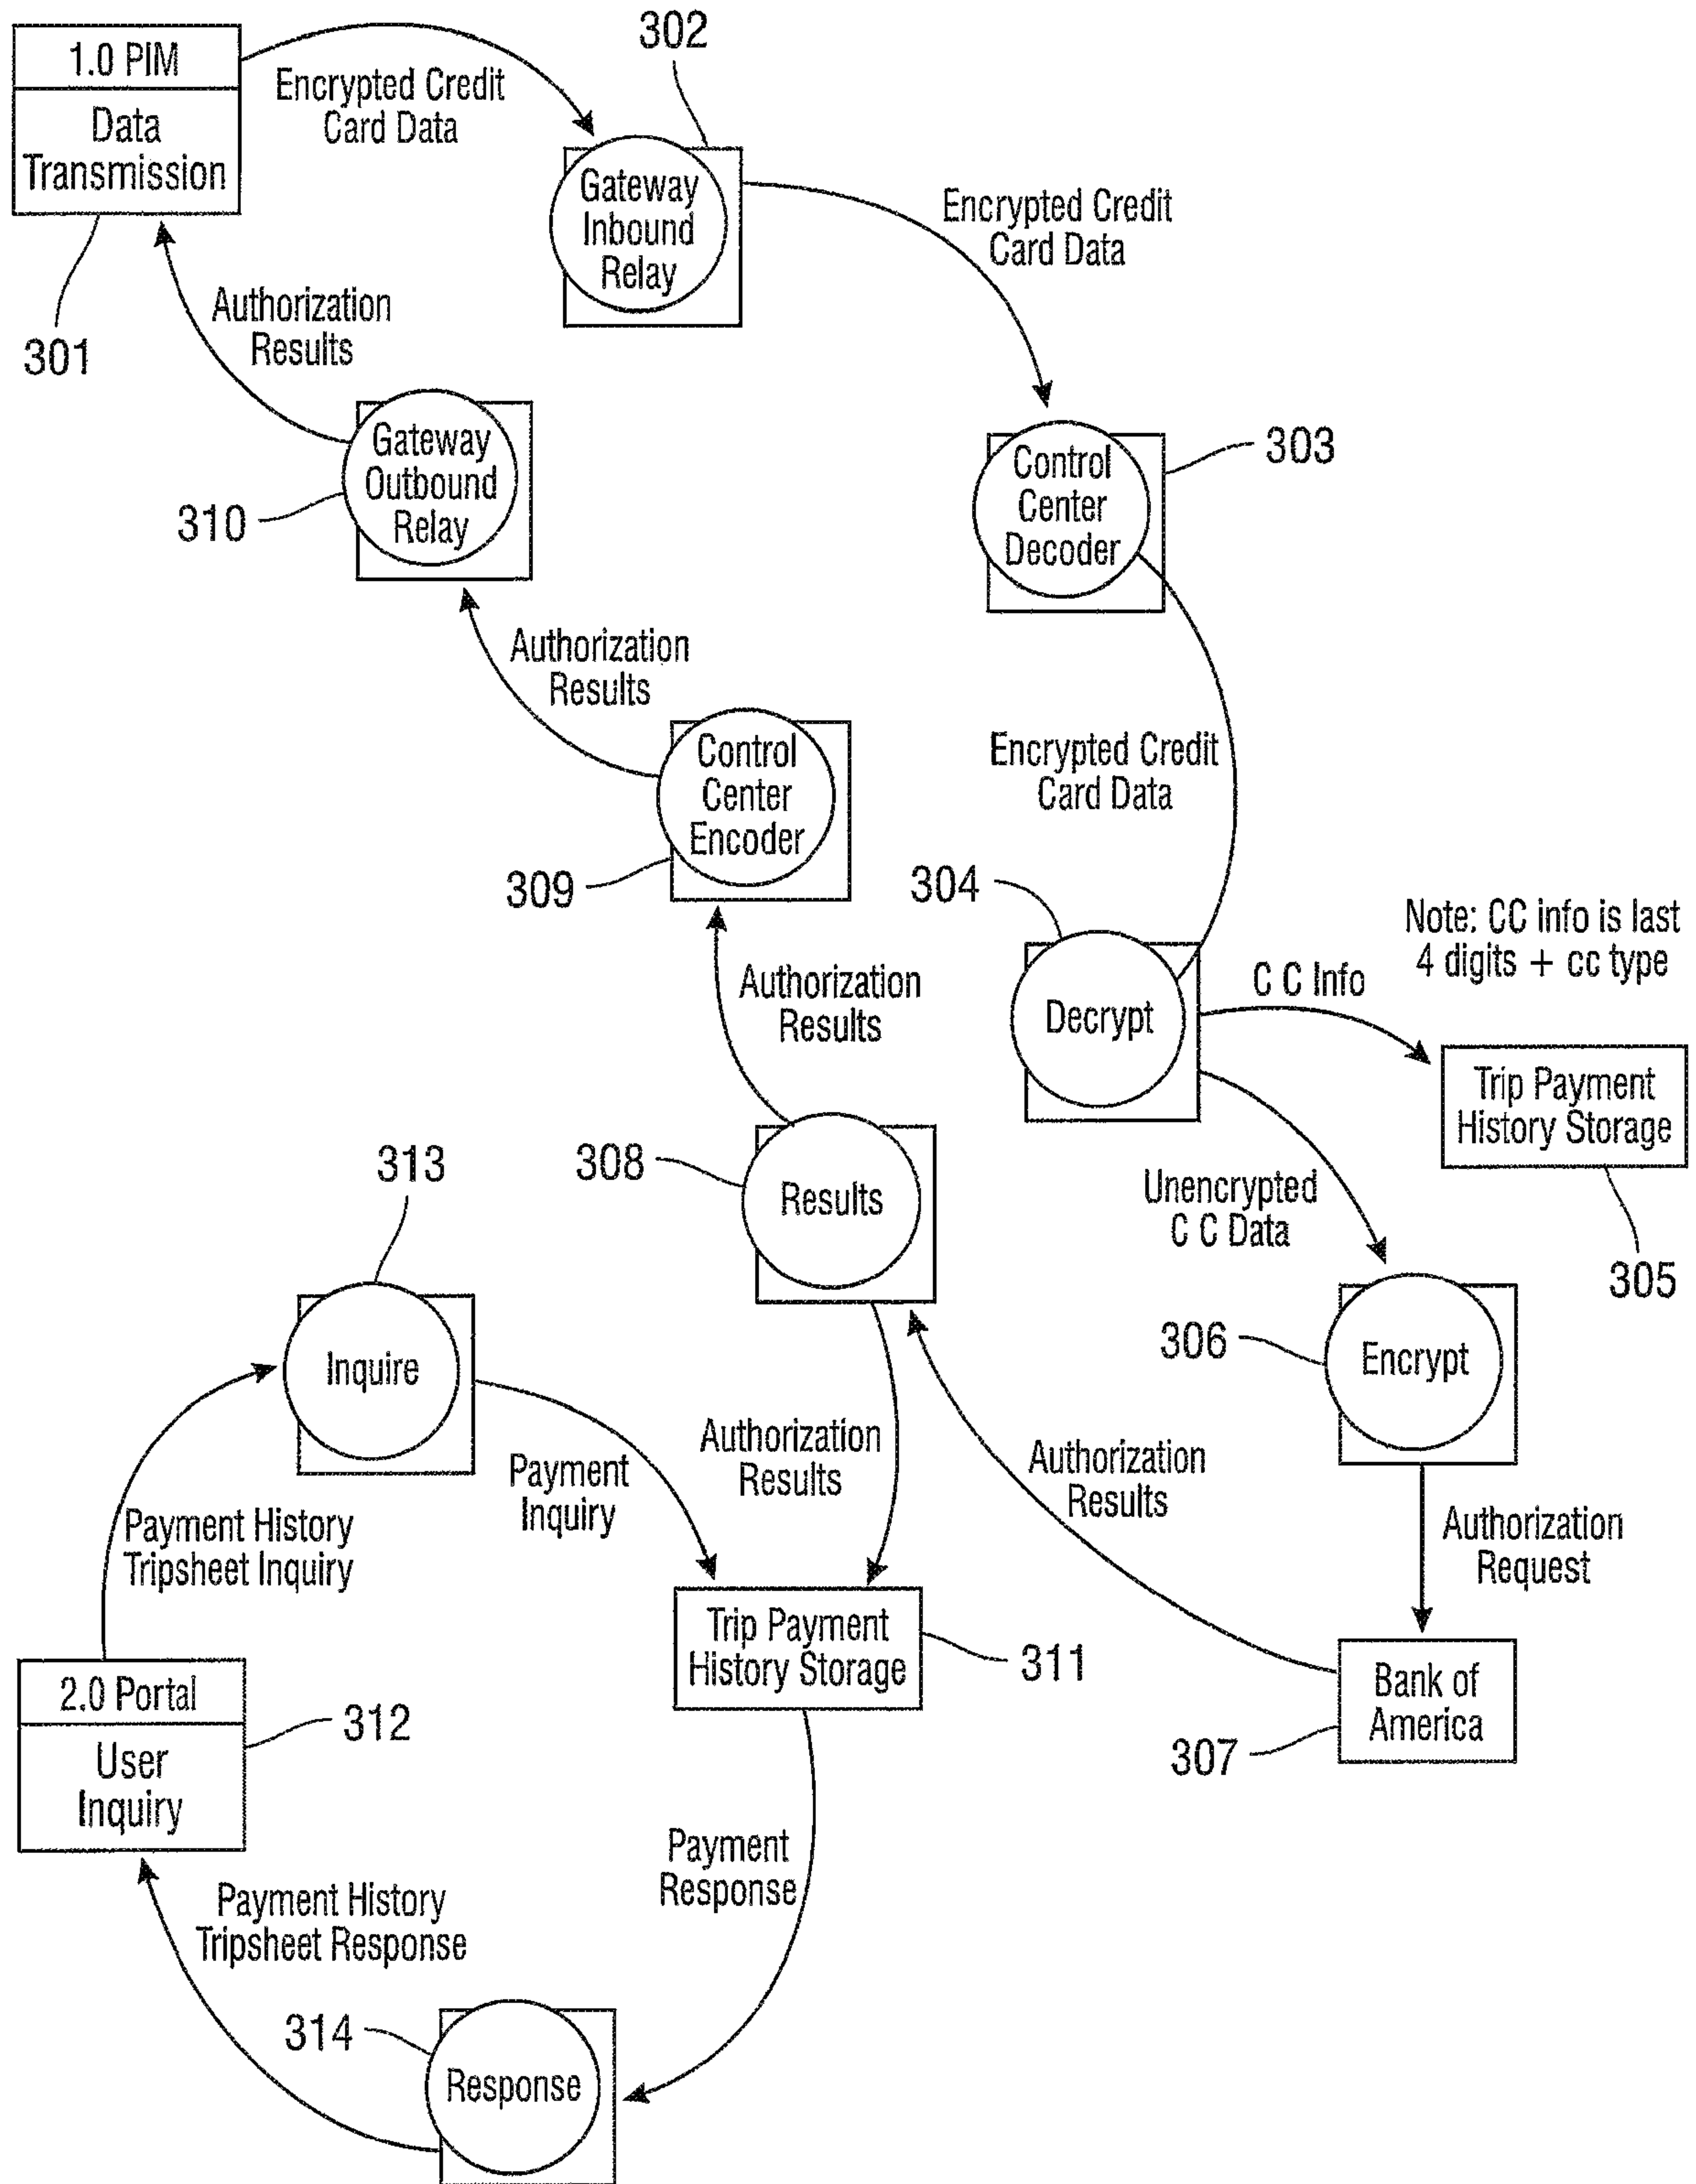 302
1.0 PIM
Data
Transmission
Encrypted Credit
Card Data
301
Gateway
Inbound
Relay
Encrypted Credit
Card Data
Authorization
Results
Gateway
Outbound
Relay
310
Control
Center
Decoder
303
Authorization
Results
Control
Center
Encoder
309
Encrypted Credit
Card Data
304
Decrypt
Note: CC info is last
4 digits + cc type
C C Info
Trip Payment
History Storage
305
Authorization
Results
308
Results
Unencrypted
C C Data
306
Encrypt
313
Inquire
Payment
Inquiry
Authorization
Results
Authorization
Results
Authorization
Request
Payment History
Tripsheet Inquiry
Trip Payment
History Storage
311
Bank of
America
307
2.0 Portal
User
Inquiry
312
Payment
Response
Payment History
Tripsheet Response
314
Response